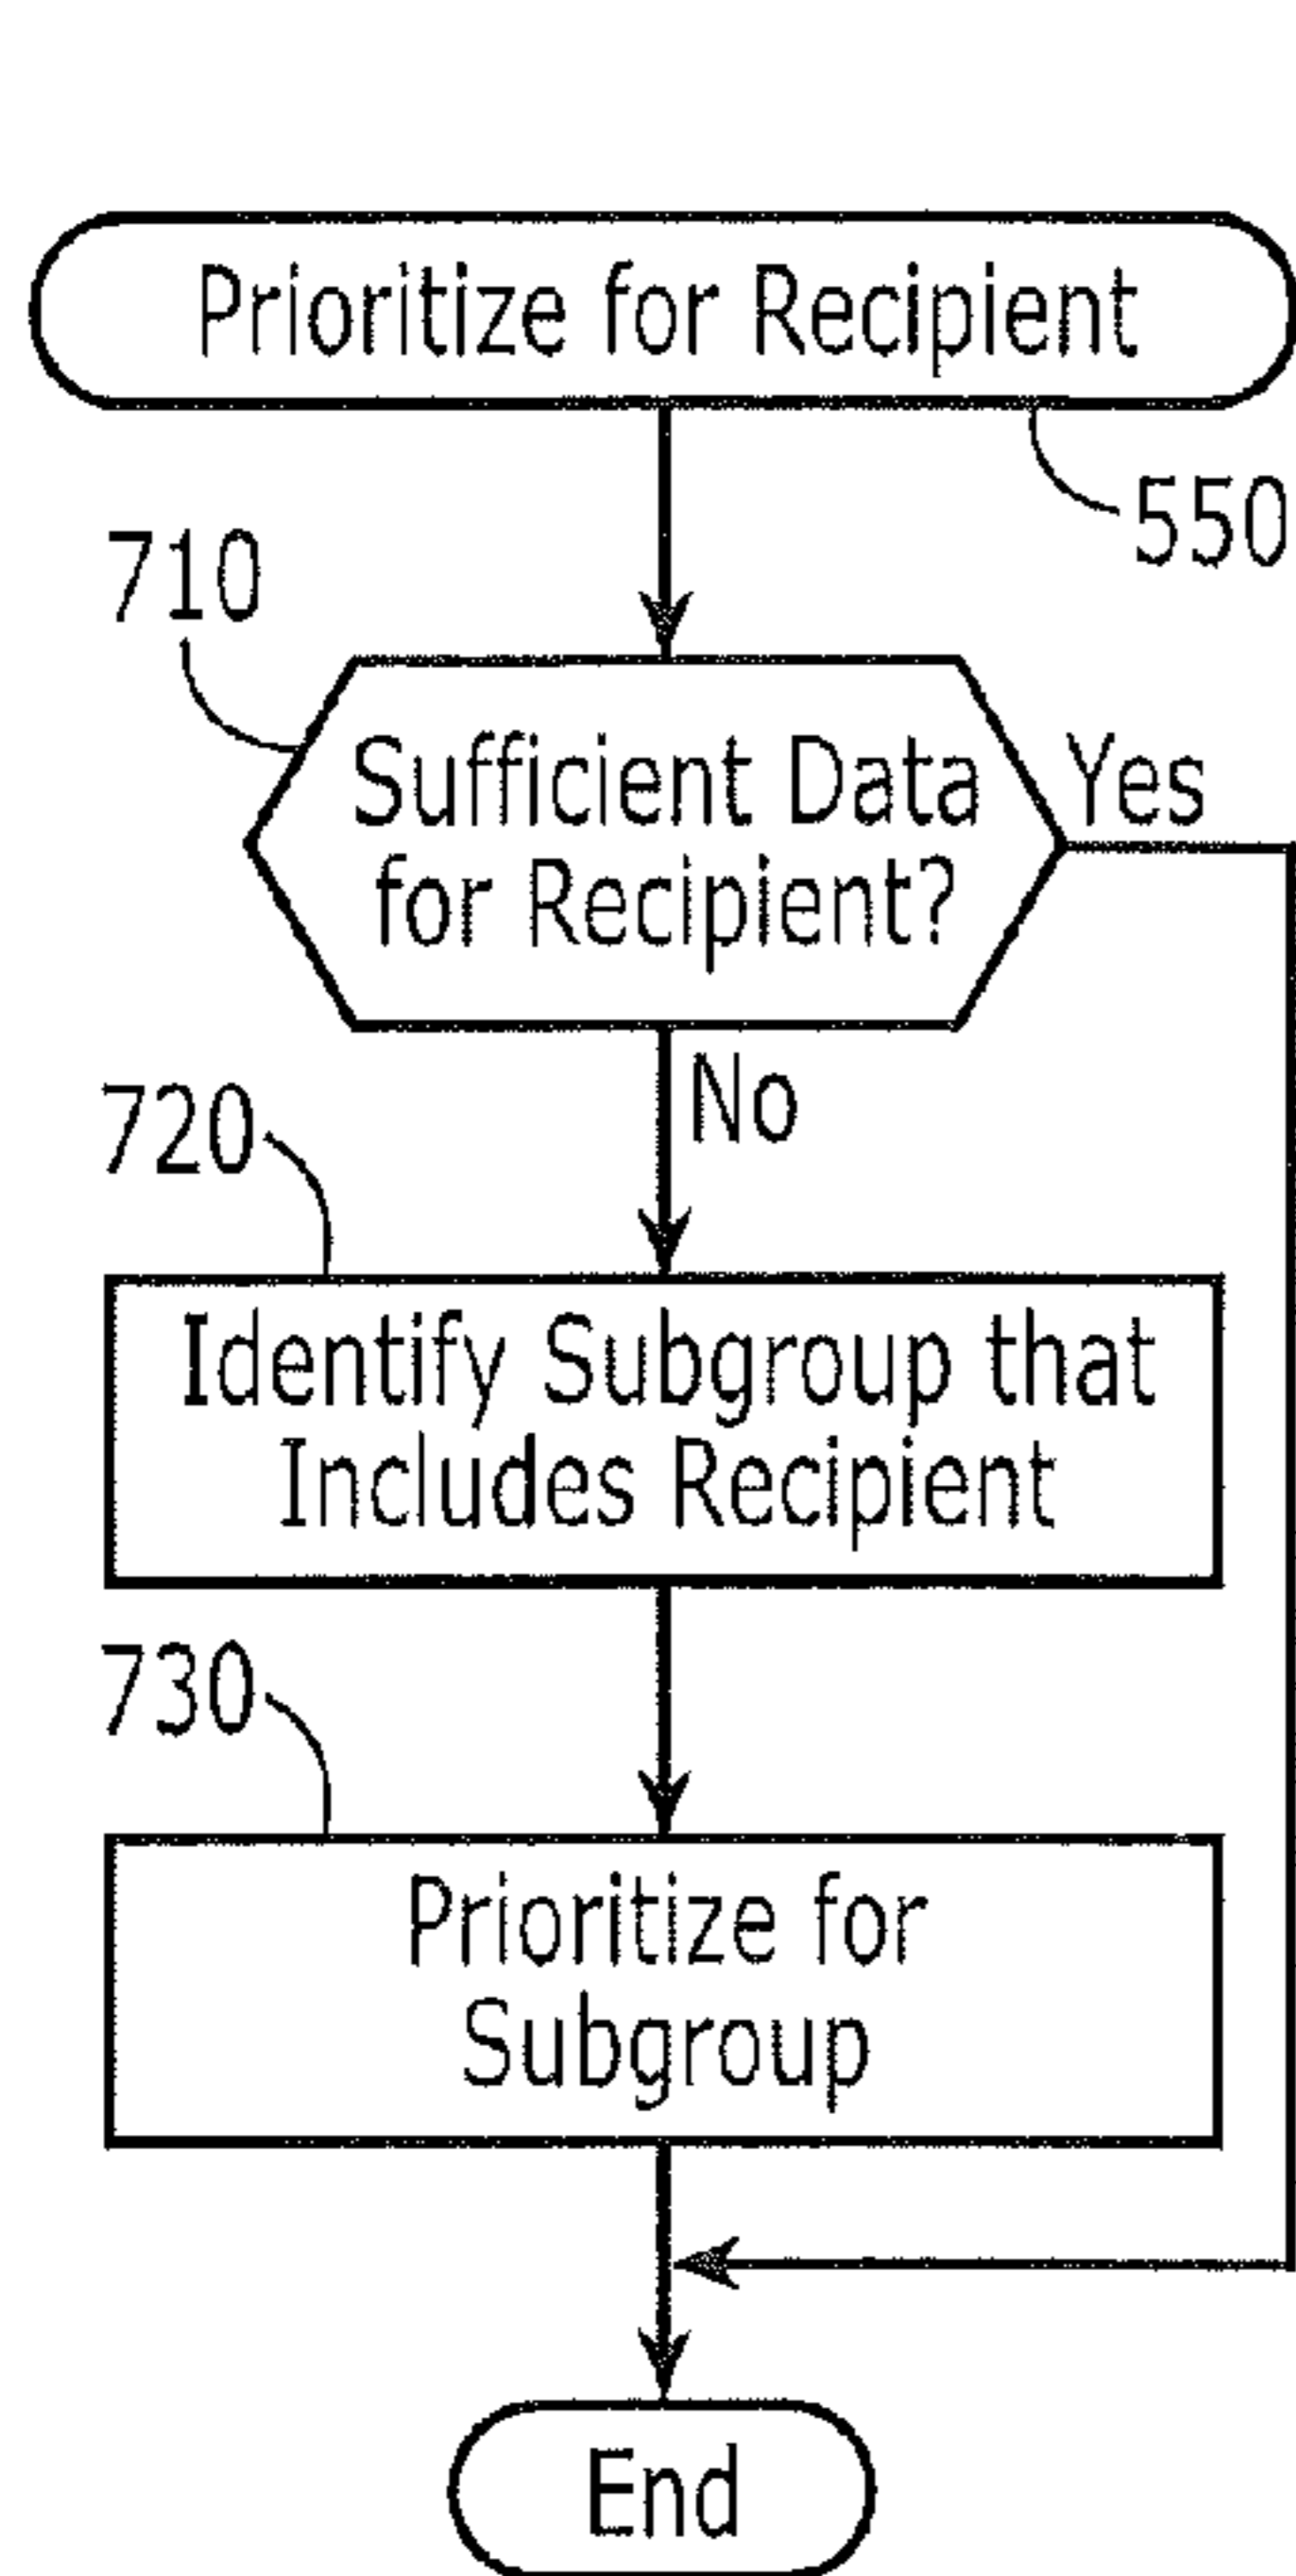 Prioritize for Recipient
550
710
Sufficient Data
for Recipient?
Yes
No
720
Identify Subgroup that
Includes Recipient
730
Prioritize for
Subgroup
End